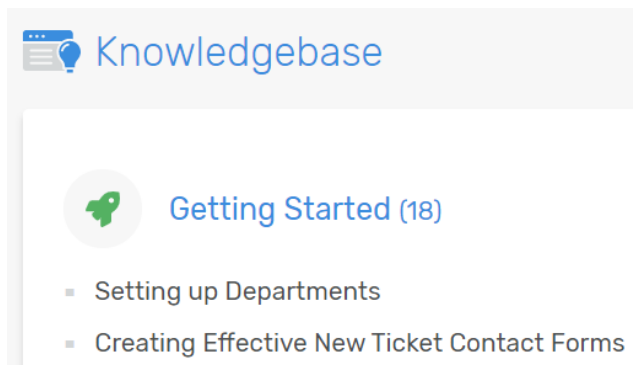 Knowledgebase
Getting Started (18)
Setting up Departments
Creating Effective New Ticket Contact Forms